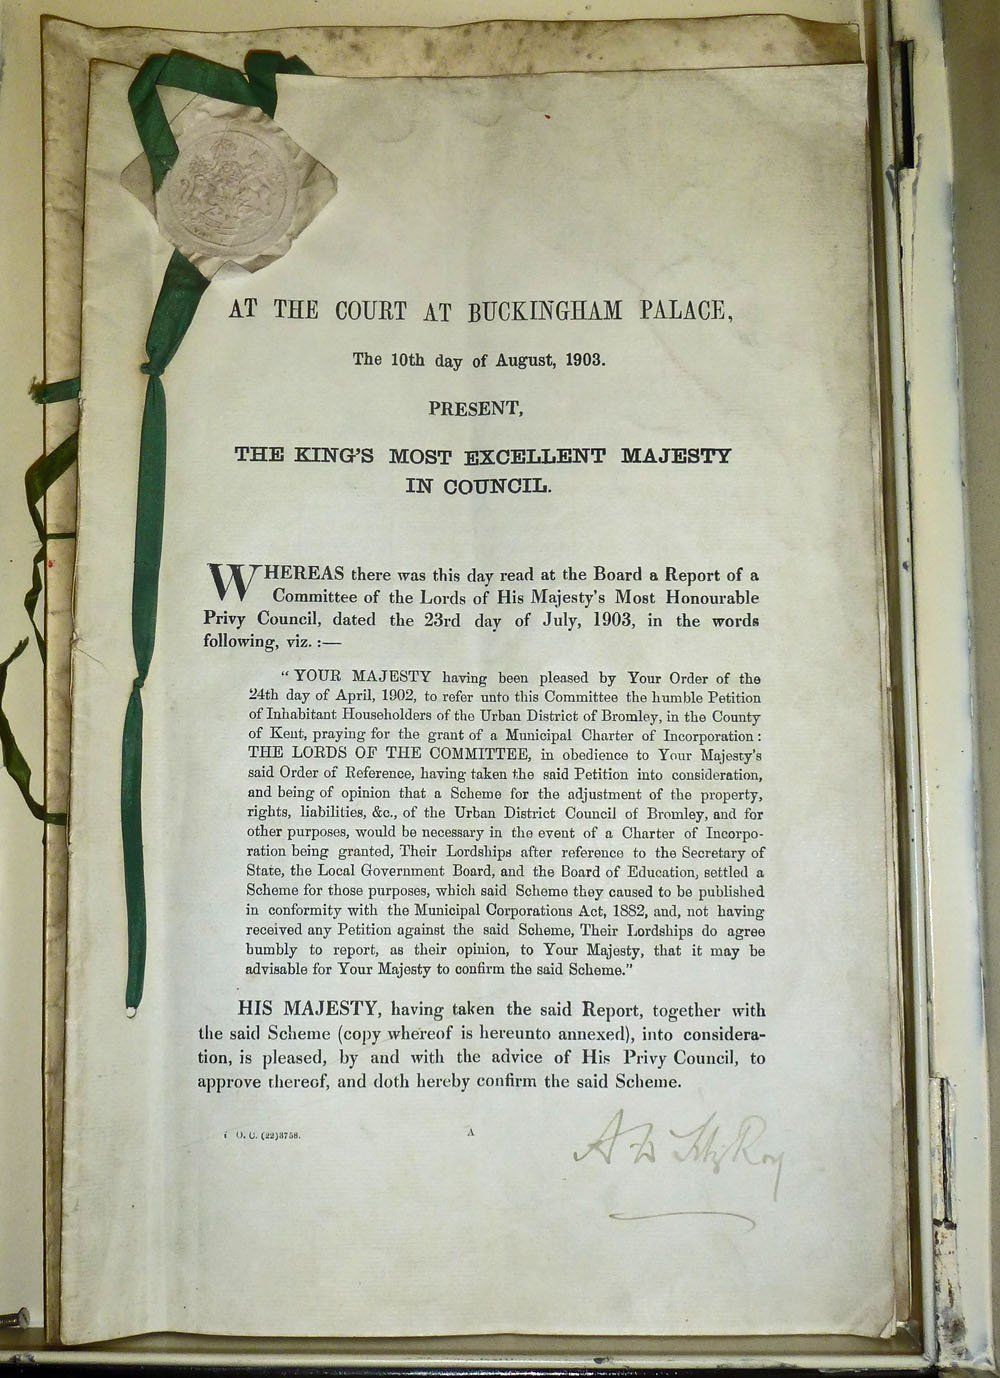 AT THE COURT AT BUCKINGHAM PALACE,
The 10th day of August, 1903.
PRESENT,
THE KING'S MOST EXCELLENT MAJESTY
IN COUNCIL.
WHEREAS there was this day read at the Board a Report of a
Committee of the Lords of His Majesty's Most Honourable
Privy Council, dated the 23rd day of July, 1903, in the words
following, viz. :—
" YOUR MAJESTY having been pleased by Your Order of the
24th day of April, 1902, to refer unto this Committee the humble Petition
of Inhabitant Householders of the Urban District of Bromley, in the County
of Kent, praying for the grant of a Municipal Charter of Incorporation :
THE LORDS OF THE COMMITTEE, in obedience to Your Majesty's
said Order of Reference, having taken the said Petition into consideration,
and being of opinion that a Scheme for the adjustment of the property,
rights, liabilities, &c., of the Urban District Council of Bromley, and for
other purposes, would be necessary in the event of a Charter of Incorpo-
ration being granted, Their Lordships after reference to the Secretary of
State, the Local Government Board, and the Board of Education, settled a
Scheme for those purposes, which said Scheme they caused to be published
in conformity with the Municipal Corporations Act, 1882, and, not having
received any Petition against the said Scheme, Their Lordships do agree
humbly to report, as their opinion, to Your Majesty, that it may be
advisable for Your Majesty to confirm the said Scheme."
HIS MAJESTY, having taken the said Report, together with
the said Scheme (copy whereof is hereunto annexed), into considera-
tion, is pleased, by and with the advice of His Privy Council, to
approve thereof, and doth hereby confirm the said Scheme.
O. C. (22)3758. A
A W FitzRoy